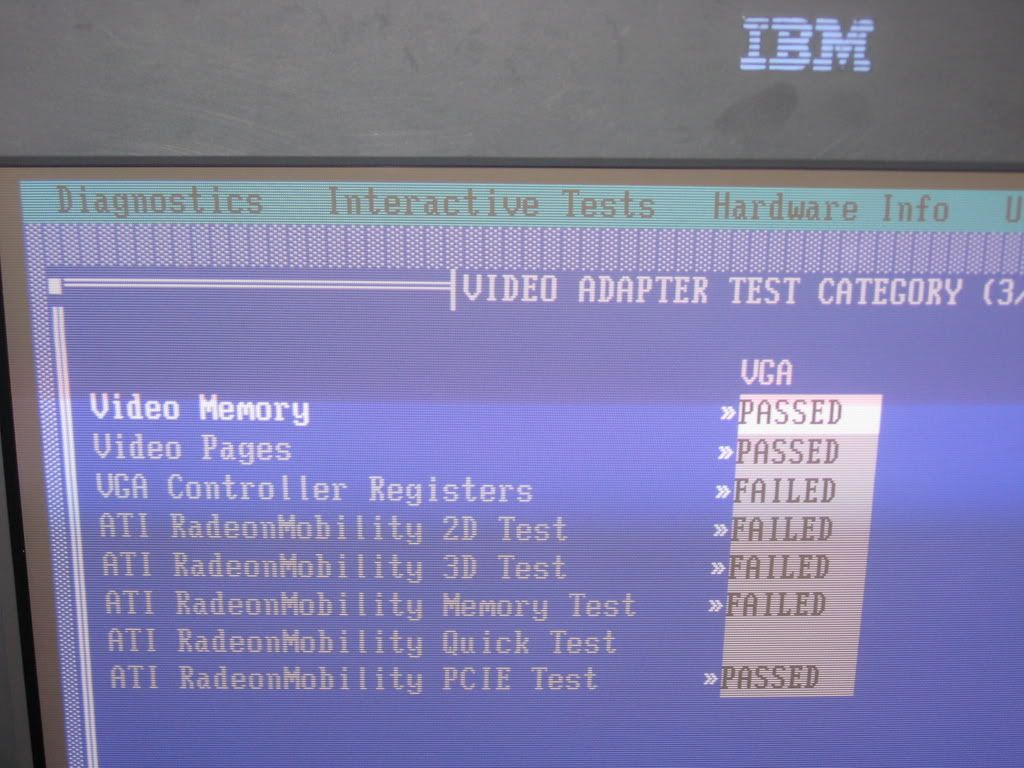 IBM
Diagnostics Interactive Tests Hardware Info
VIDEO ADAPTER TEST CATEGORY (3/
VGA
Video Memory »PASSED
Video Pages »PASSED
VGA Controller Registers »FAILED
ATI RadeonMobility 2D Test »FAILED
ATI RadeonMobility 3D Test »FAILED
ATI RadeonMobility Memory Test »FAILED
ATI RadeonMobility Quick Test
ATI RadeonMobility PCIE Test »PASSED